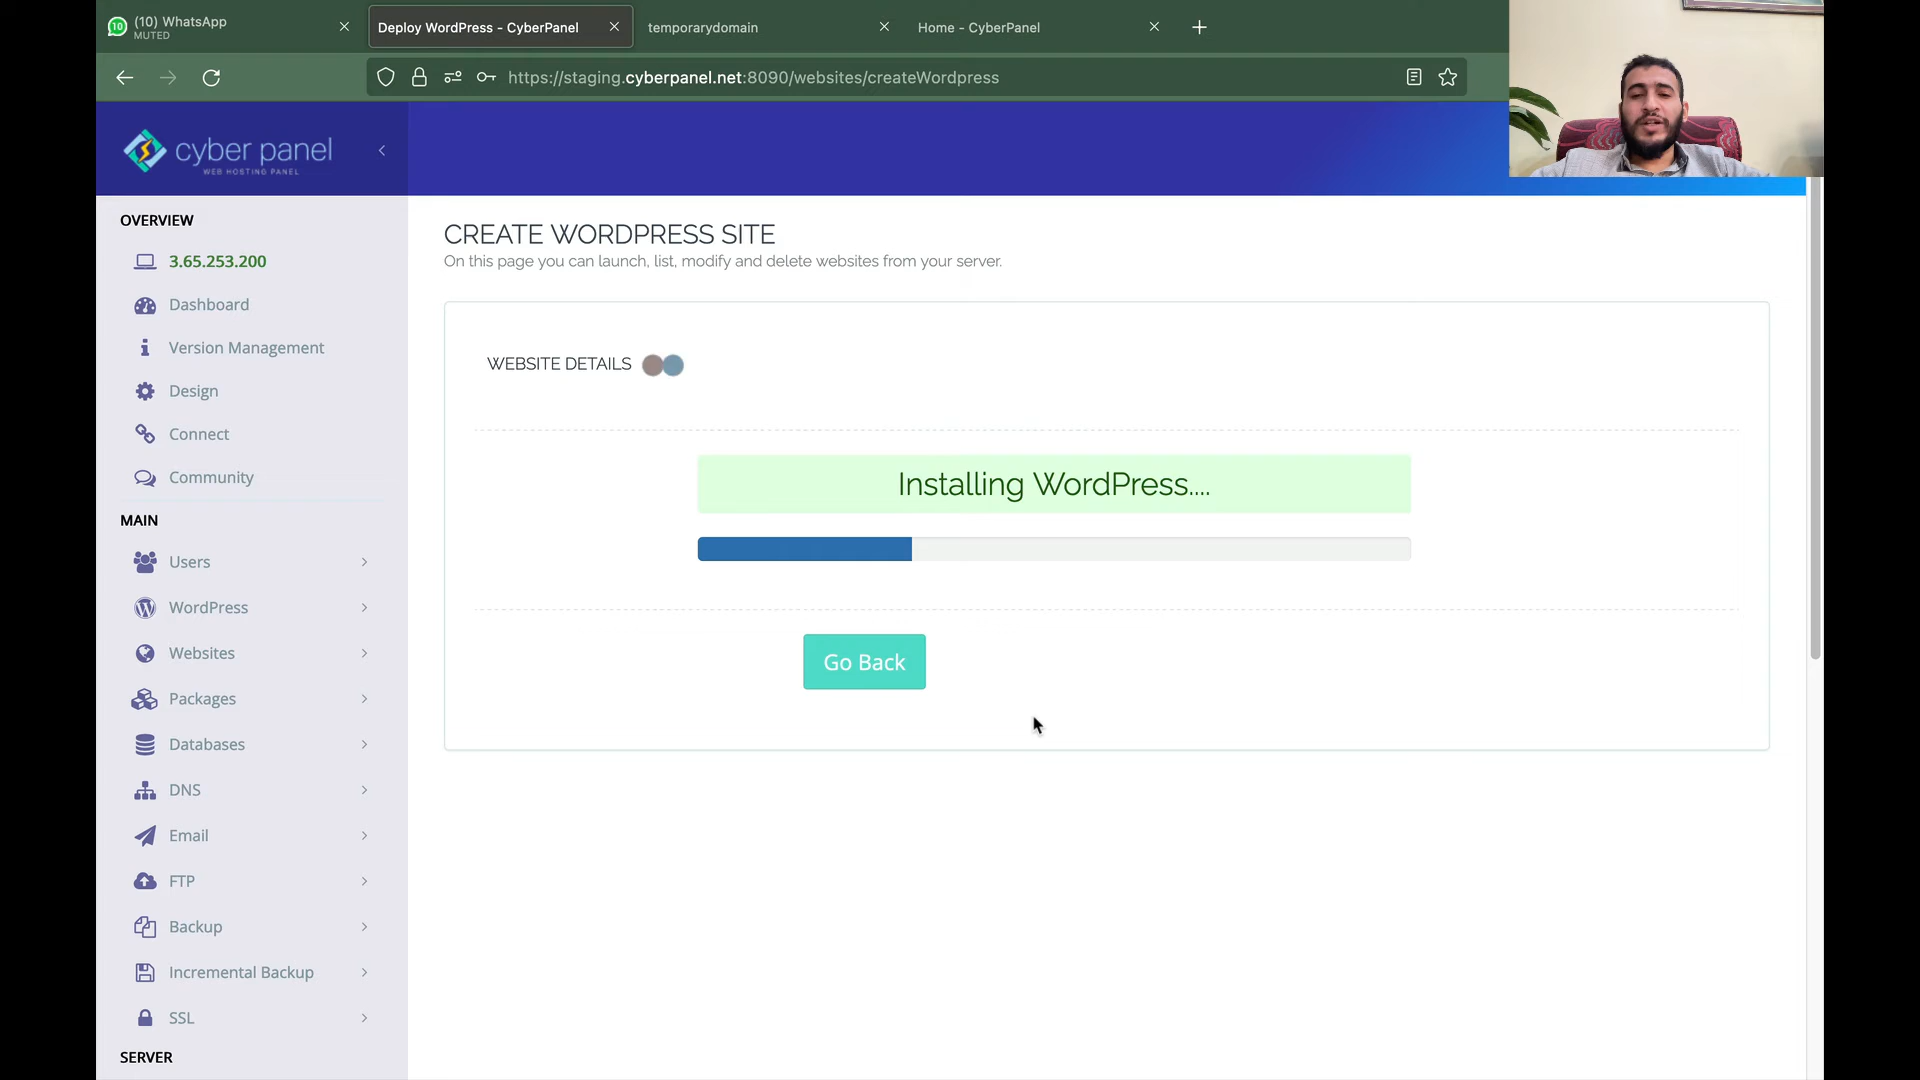 (10) WhatsApp
MUTED
10
Deploy WordPress - CyberPanel
temporarydomain
Home - CyberPanel
https://staging.cyberpanel.net:8090/websites/createWordpress
cyber panel
WEB HOSTING PANEL
OVERVIEW
3.65.253.200
Dashboard
Version Management
Design
Connect
Community
MAIN
Users
WordPress
Websites
Packages
Databases
DNS
Email
FTP
Backup
Incremental Backup
SSL
SERVER
CREATE WORDPRESS SITE
On this page you can launch, list, modify and delete websites from your server.
WEBSITE DETAILS
Installing WordPress....
Go Back